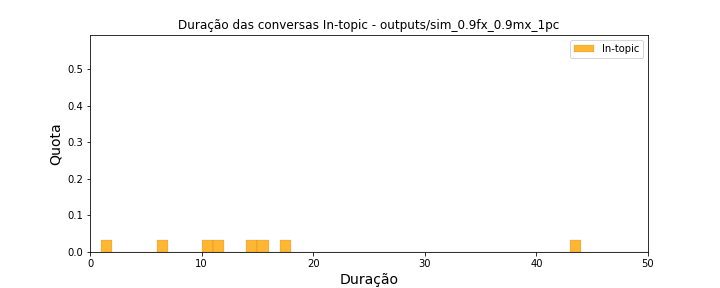 Duração das conversas In-topic - outputs/sim_0.9fx_0.9mx_1pc
In-topic
Quota
0.5
0.4
0.3
0.2
0.1
0.0
0 10 20 30 40 50
Duração